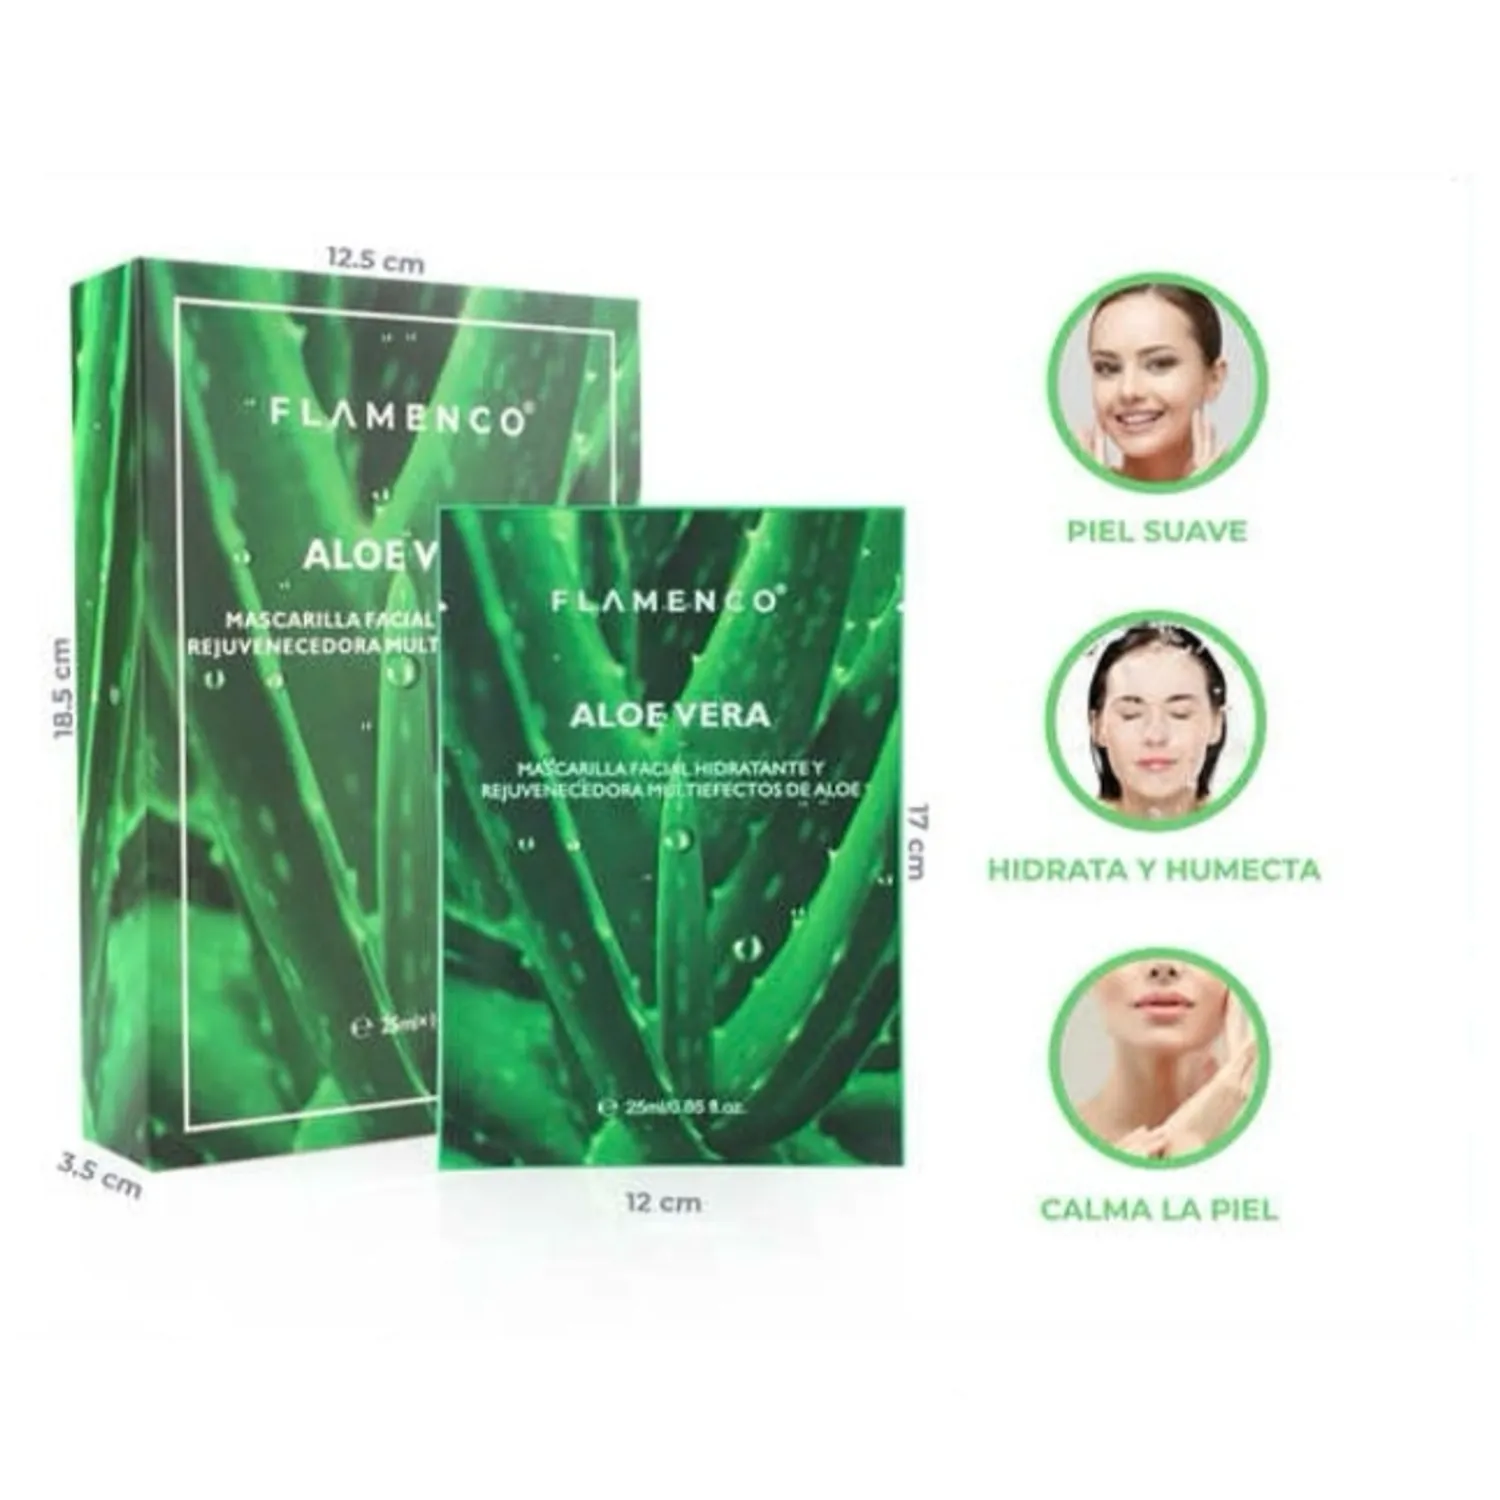 12.5 cm
FLAMENCO®
ALOE V
MASCARILLA FACIAL
REJUVENECEDORA MULT
℮ 25ml×1
18.5 cm
3.5 cm
FLAMENCO®
ALOE VERA
MASCARILLA FACIAL HIDRATANTE Y
REJUVENECEDORA MULTIEFECTOS DE ALOE
℮ 25ml/0.85 fl.oz.
17 cm
12 cm
PIEL SUAVE
HIDRATA Y HUMECTA
CALMA LA PIEL